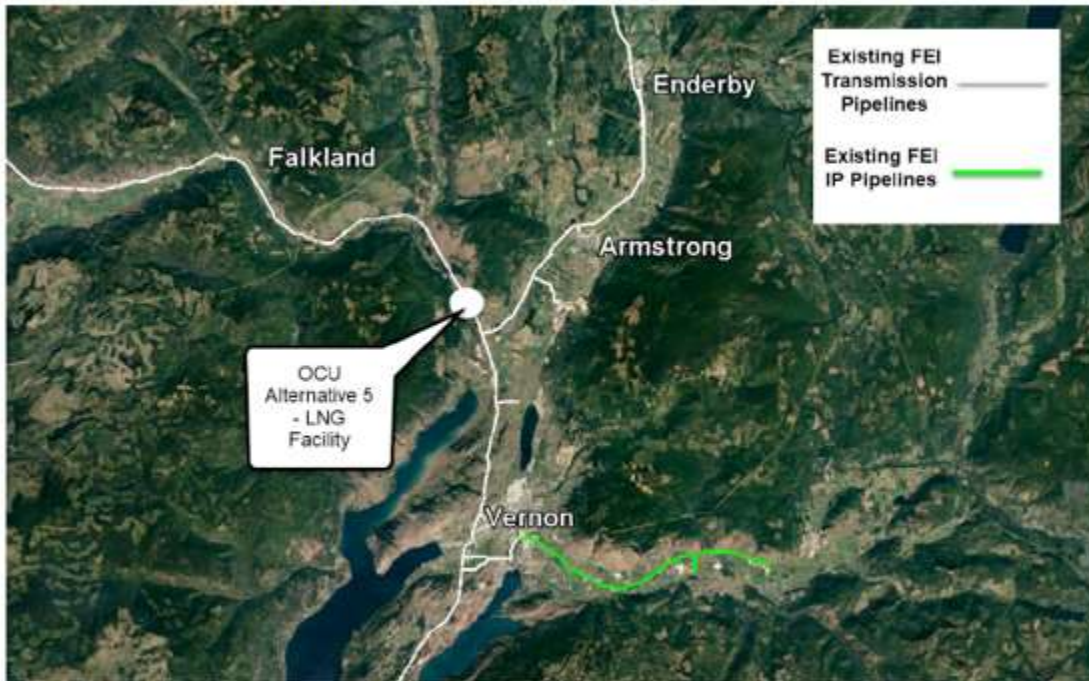 Existing FEI
Transmission
Pipelines
Existing FEI
IP Pipelines
Enderby
Falkland
Armstrong
OCU
Alternative 5
- LNG
Facility
Vernon